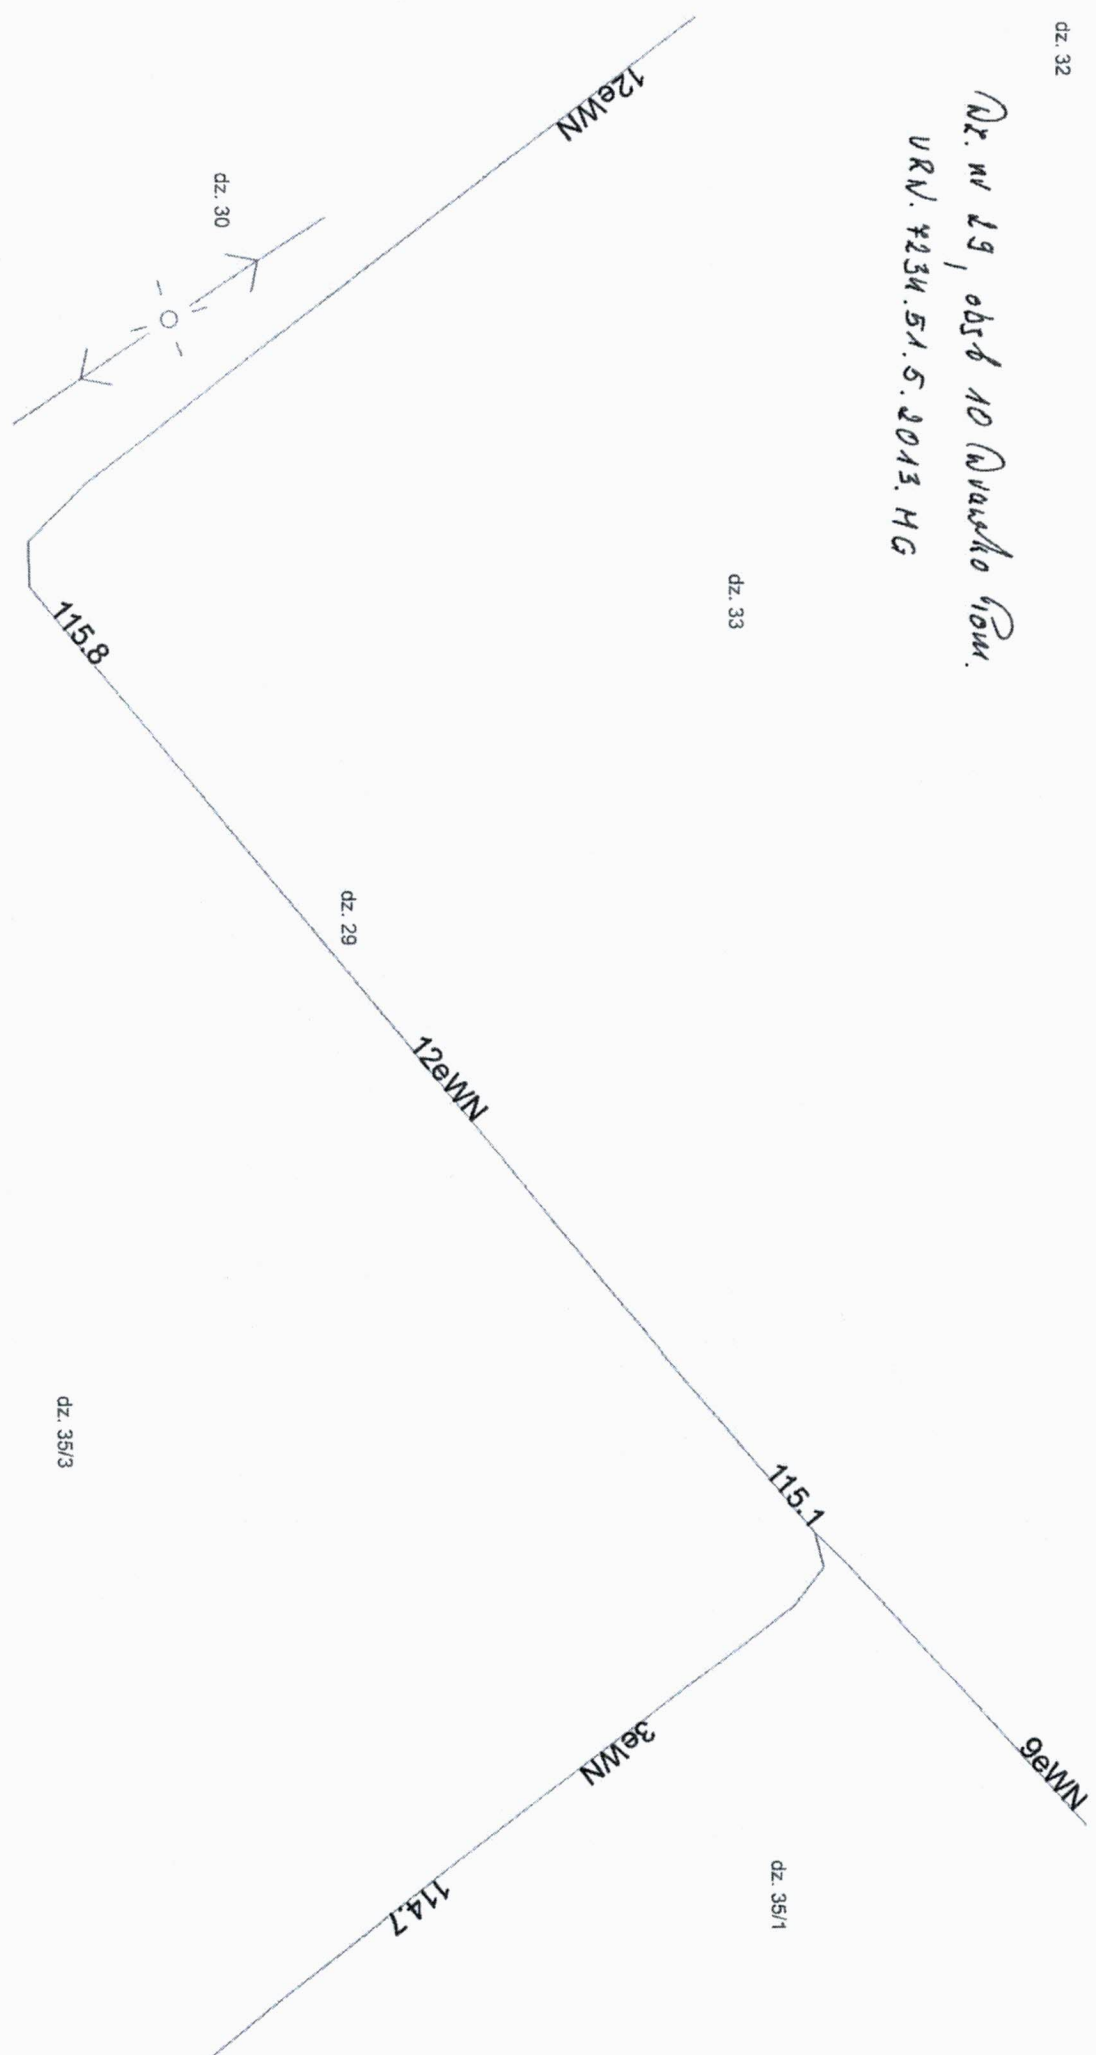 dz. 32
Dz. nr 29, obręb 10 Drawsko Pom.
URN. 7234.51.5.2013. MG
12eWN
dz. 30
dz. 33
115.8
dz. 29
12eWN
dz. 35/3
115.1
9eWN
3eWN
dz. 35/1
114.7